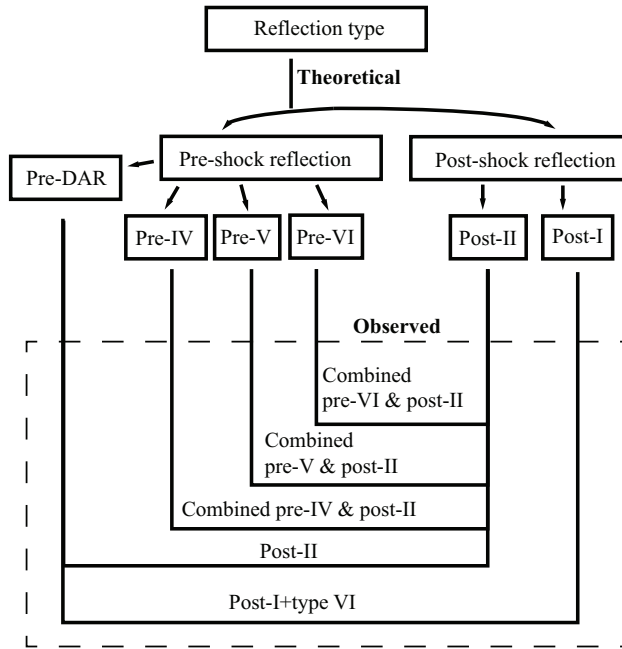 Reflection type
Theoretical
Pre-shock reflection
Post-shock reflection
Pre-DAR
Pre-IV
Pre-V
Pre-VI
Post-II
Post-I
Observed
Combined
pre-VI & post-II
Combined
pre-V & post-II
Combined pre-IV & post-II
Post-II
Post-I+type VI